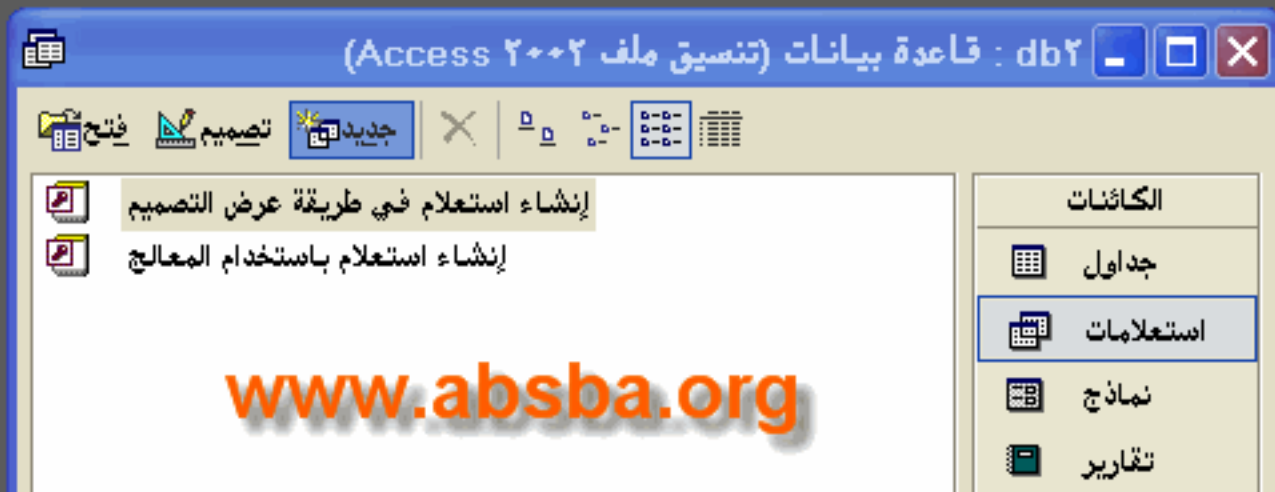 db٢ : قاعدة بيانات (تنسيق ملف Access ٢٠٠٢)
فتح تصميم جديد
الكائنات
جداول
استعلامات
نماذج
تقارير
إنشاء استعلام في طريقة عرض التصميم
إنشاء استعلام باستخدام المعالج
www.absba.org